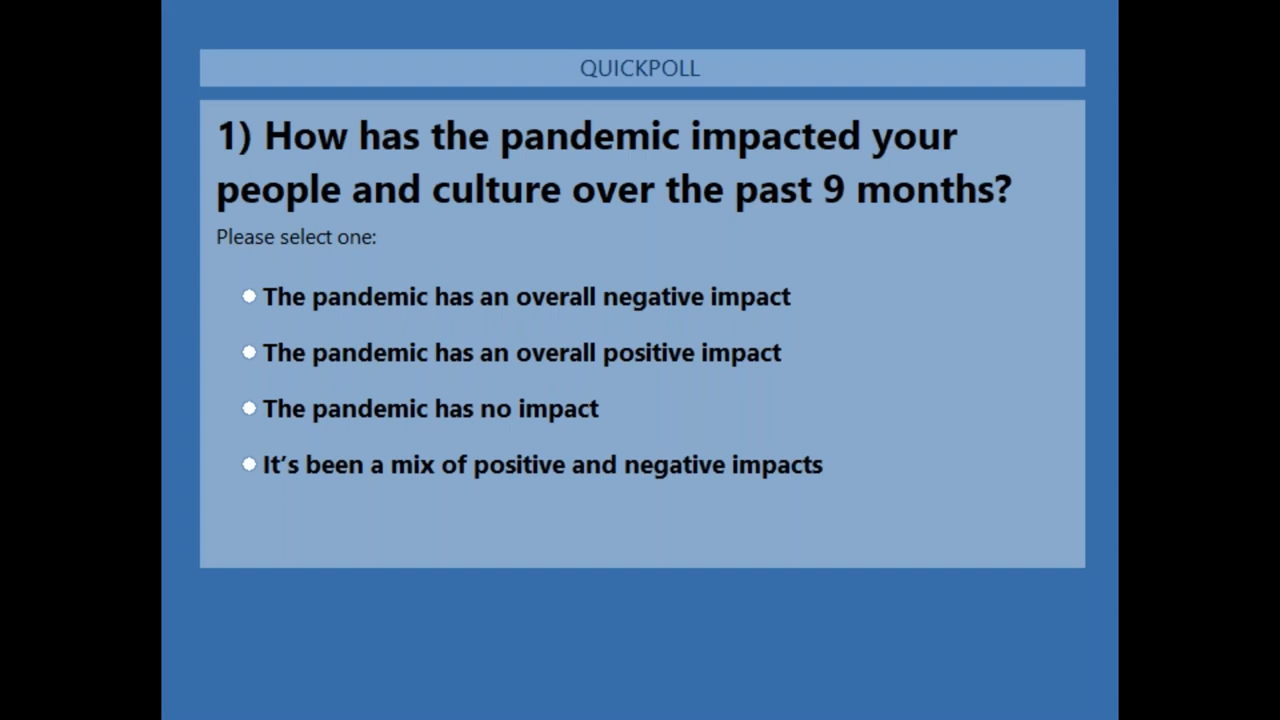 QUICKPOLL
1) How has the pandemic impacted your
people and culture over the past 9 months?
Please select one:
The pandemic has an overall negative impact
The pandemic has an overall positive impact
The pandemic has no impact
It’s been a mix of positive and negative impacts